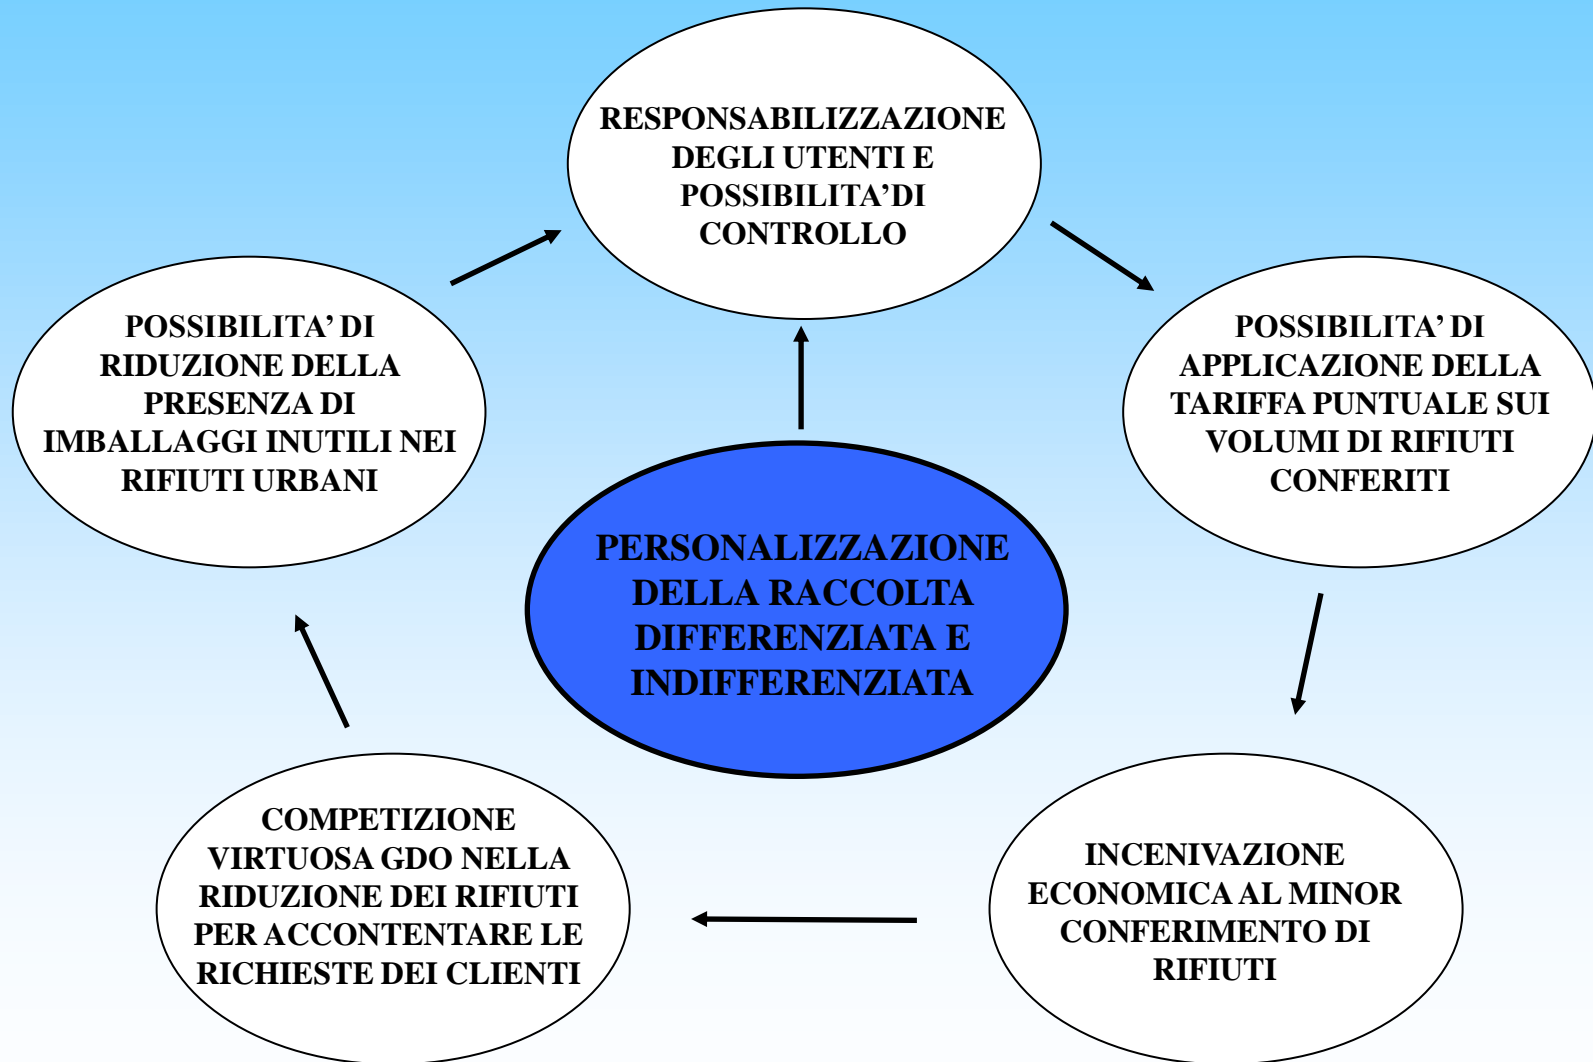 RESPONSABILIZZAZIONE
DEGLI UTENTI E
POSSIBILITA’DI
CONTROLLO
POSSIBILITA’ DI
RIDUZIONE DELLA
PRESENZA DI
IMBALLAGGI INUTILI NEI
RIFIUTI URBANI
POSSIBILITA’ DI
APPLICAZIONE DELLA
TARIFFA PUNTUALE SUI
VOLUMI DI RIFIUTI
CONFERITI
PERSONALIZZAZIONE
DELLA RACCOLTA
DIFFERENZIATA E
INDIFFERENZIATA
COMPETIZIONE
VIRTUOSA GDO NELLA
RIDUZIONE DEI RIFIUTI
PER ACCONTENTARE LE
RICHIESTE DEI CLIENTI
INCENIVAZIONE
ECONOMICA AL MINOR
CONFERIMENTO DI
RIFIUTI